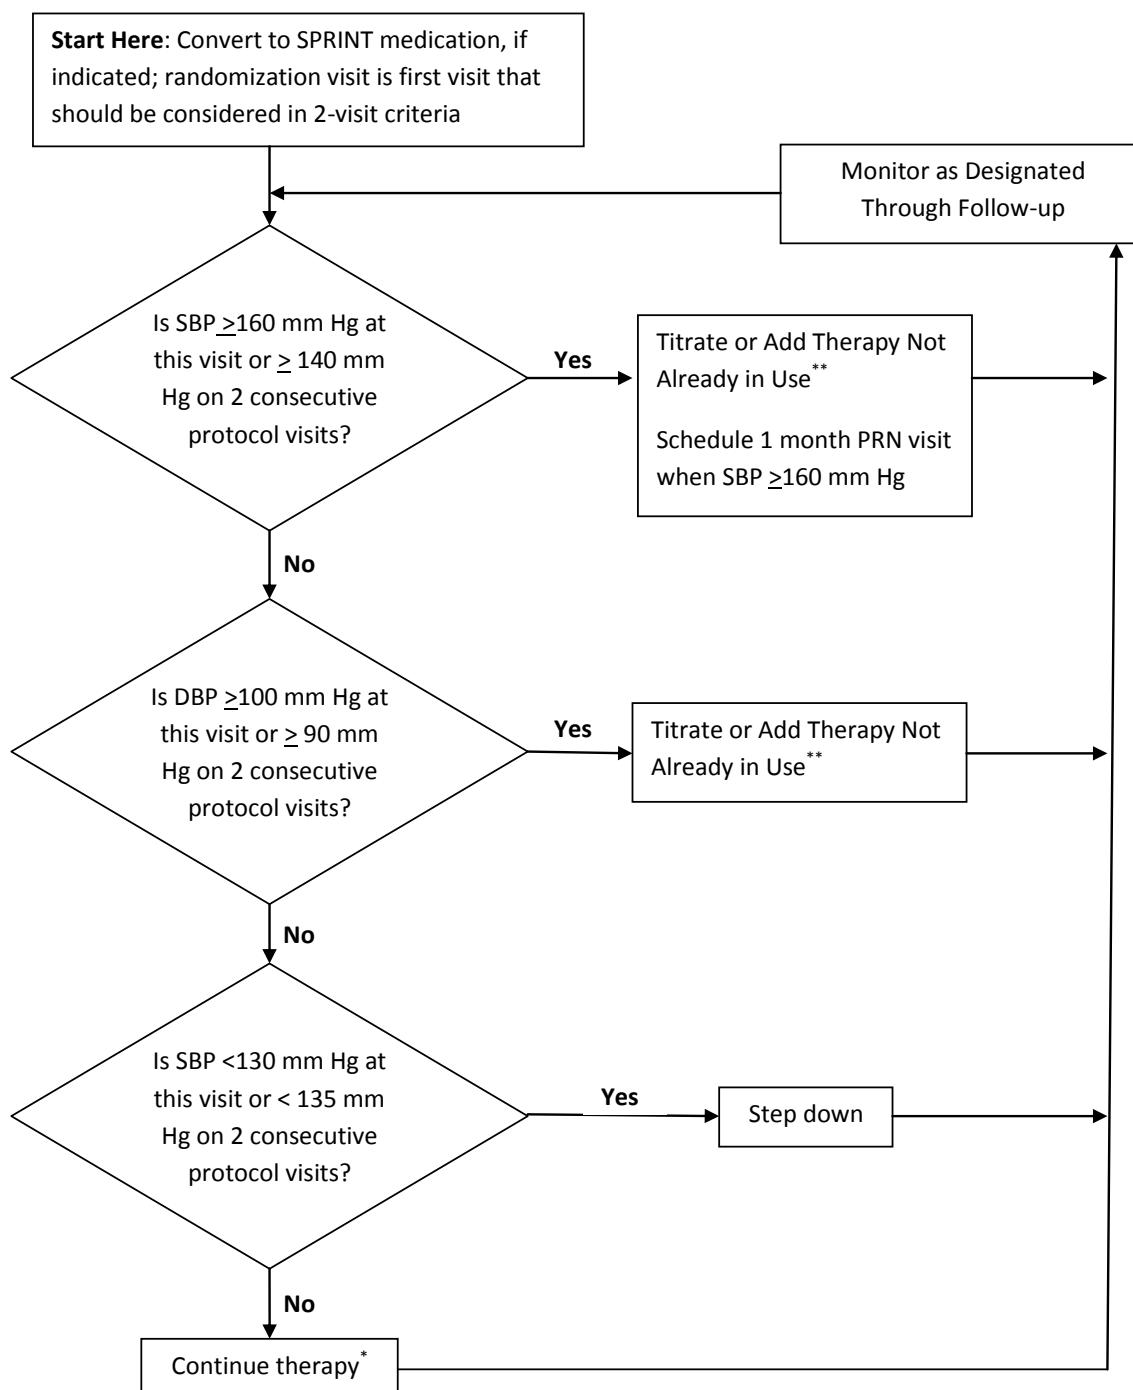 Start Here: Convert to SPRINT medication, if
indicated; randomization visit is first visit that
should be considered in 2-visit criteria
Monitor as Designated
Through Follow-up
Is SBP ≥160 mm Hg at
this visit or ≥ 140 mm
Hg on 2 consecutive
protocol visits?
Yes
Titrate or Add Therapy Not
Already in Use**
Schedule 1 month PRN visit
when SBP ≥160 mm Hg
No
Is DBP ≥100 mm Hg at
this visit or ≥ 90 mm
Hg on 2 consecutive
protocol visits?
Yes
Titrate or Add Therapy Not
Already in Use**
No
Is SBP <130 mm Hg at
this visit or < 135 mm
Hg on 2 consecutive
protocol visits?
Yes
Step down
No
Continue therapy*